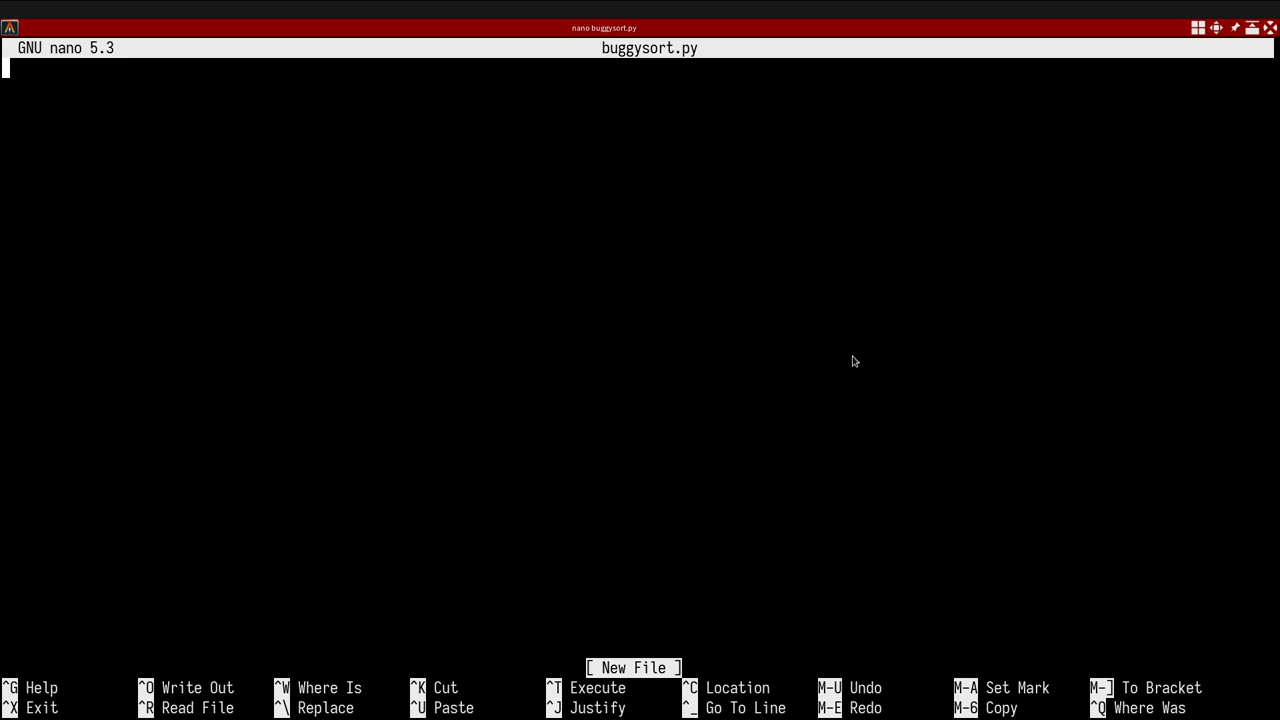 nano buggysort.py
GNU nano 5.3 buggysort.py
[ New File ]
^G Help ^O Write Out ^W Where Is ^K Cut ^T Execute ^C Location M-U Undo M-A Set Mark M-] To Bracket
^X Exit ^R Read File ^\ Replace ^U Paste ^J Justify ^_ Go To Line M-E Redo M-6 Copy ^Q Where Was